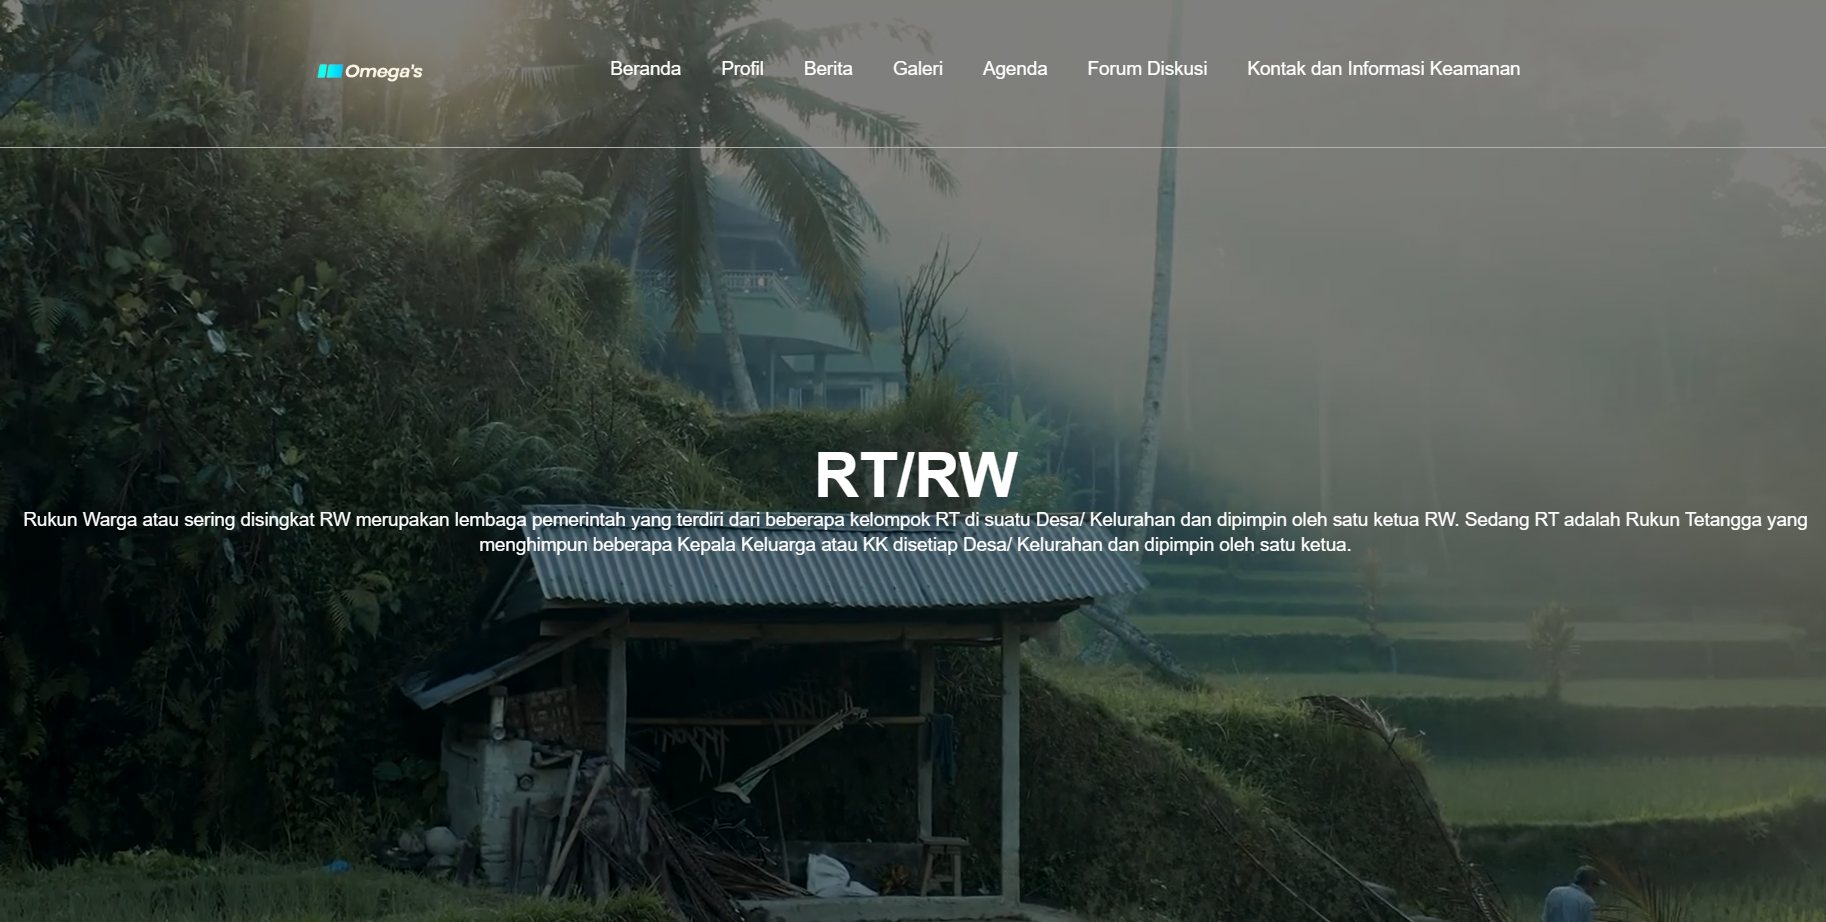 Omega's
Beranda Profil Berita Galeri Agenda Forum Diskusi Kontak dan Informasi Keamanan
RT/RW
Rukun Warga atau sering disingkat RW merupakan lembaga pemerintah yang terdiri dari beberapa kelompok RT di suatu Desa/ Kelurahan dan dipimpin oleh satu ketua RW. Sedang RT adalah Rukun Tetangga yang
menghimpun beberapa Kepala Keluarga atau KK disetiap Desa/ Kelurahan dan dipimpin oleh satu ketua.